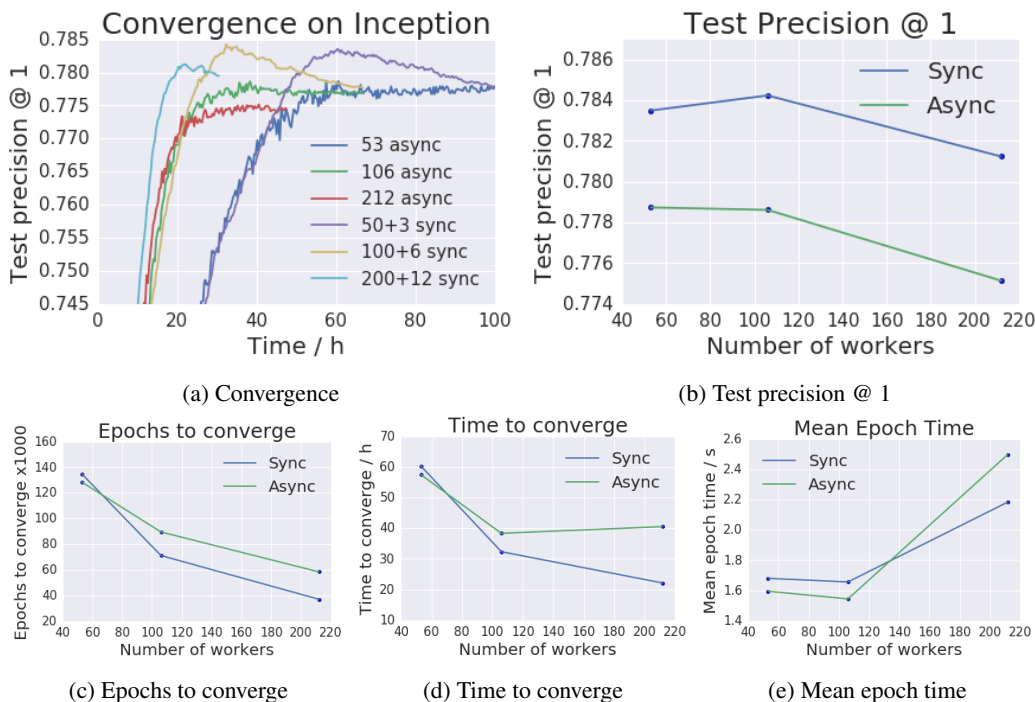 Convergence on Inception
Test precision @ 1
0.785
0.780
0.775
0.770
0.765
0.760
0.755
0.750
0.745
53 async
106 async
212 async
50+3 sync
100+6 sync
200+12 sync
0 20 40 60 80 100
Time / h
(a) Convergence
Test Precision @ 1
Test precision @ 1
0.786
0.784
0.782
0.780
0.778
0.776
0.774
Sync
Async
40 60 80 100 120 140 160 180 200 220
Number of workers
(b) Test precision @ 1
Epochs to converge
Epochs to converge x1000
160
140
120
100
80
60
40
20
Sync
Async
40 60 80 100 120 140 160 180 200 220
Number of workers
(c) Epochs to converge
Time to converge
Time to converge / h
70
60
50
40
30
20
10
Sync
Async
40 60 80 100 120 140 160 180 200 220
Number of workers
(d) Time to converge
Mean Epoch Time
Mean epoch time / s
2.6
2.4
2.2
2.0
1.8
1.6
1.4
Sync
Async
40 60 80 100 120 140 160 180 200 220
Number of workers
(e) Mean epoch time